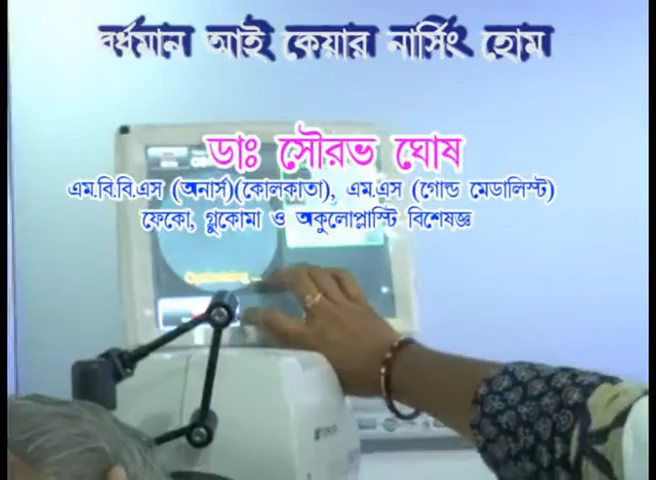 বর্ধমান আই কেয়ার নার্সিং হোম
ডাঃ সৌরভ ঘোষ
এম.বি.বি.এস (অনার্স)(কোলকাতা), এম.এস (গোল্ড মেডালিস্ট)
ফেকো, গ্লুকোমা ও অকুলোপ্লাস্টি বিশেষজ্ঞ